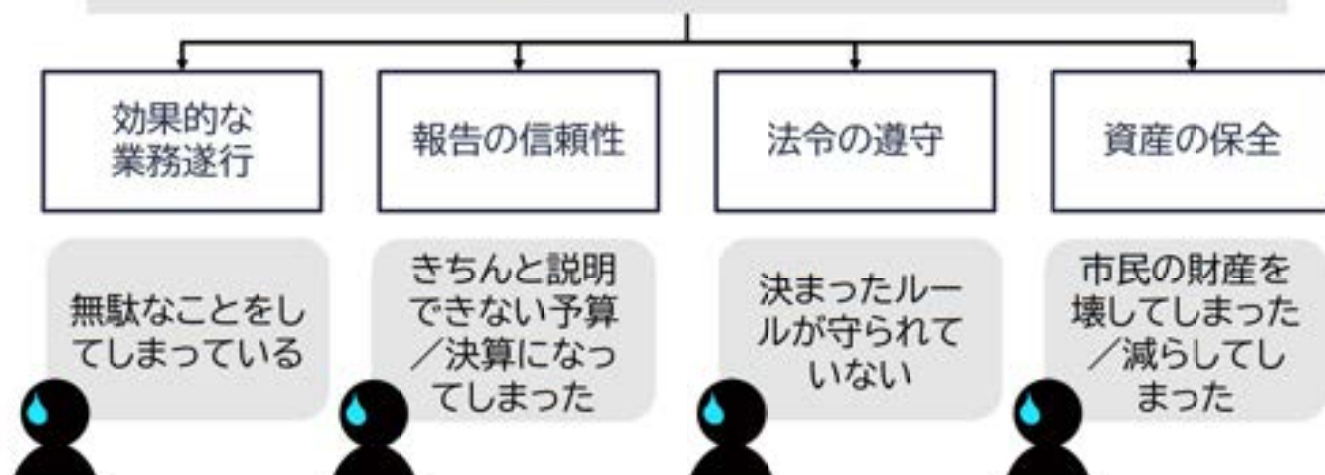 効果的な
業務遂行
報告の信頼性
法令の遵守
資産の保全
無駄なことをし
てしまっている
きちんと説明
できない予算
／決算になっ
てしまった
決まったルー
ルが守られて
いない
市民の財産を
壊してしまった
／減らしてし
まった